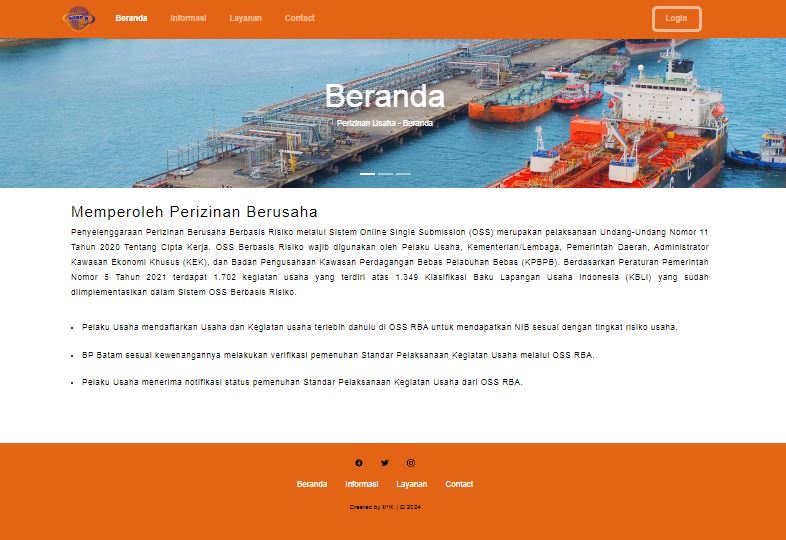 Beranda Informasi Layanan Contact Login
Beranda
Perizinan Usaha - Beranda
Memperoleh Perizinan Berusaha
Penyelenggaraan Perizinan Berusaha Berbasis Risiko melalui Sistem Online Single Submission (OSS) merupakan pelaksanaan Undang-Undang Nomor 11
Tahun 2020 Tentang Cipta Kerja. OSS Berbasis Risiko wajib digunakan oleh Pelaku Usaha, Kementerian/Lembaga, Pemerintah Daerah, Administrator
Kawasan Ekonomi Khusus (KEK), dan Badan Pengusahaan Kawasan Perdagangan Bebas Pelabuhan Bebas (KPBPB). Berdasarkan Peraturan Pemerintah
Nomor 5 Tahun 2021 terdapat 1.702 kegiatan usaha yang terdiri atas 1.349 Klasifikasi Baku Lapangan Usaha Indonesia (KBLI) yang sudah
diimplementasikan dalam Sistem OSS Berbasis Risiko.
• Pelaku Usaha mendaftarkan Usaha dan Kegiatan usaha terlebih dahulu di OSS RBA untuk mendapatkan NIB sesuai dengan tingkat risiko usaha.
• BP Batam sesuai kewenangannya melakukan verifikasi pemenuhan Standar Pelaksanaan Kegiatan Usaha melalui OSS RBA.
• Pelaku Usaha menerima notifikasi status pemenuhan Standar Pelaksanaan Kegiatan Usaha dari OSS RBA.
Beranda Informasi Layanan Contact
Created by | © 2024